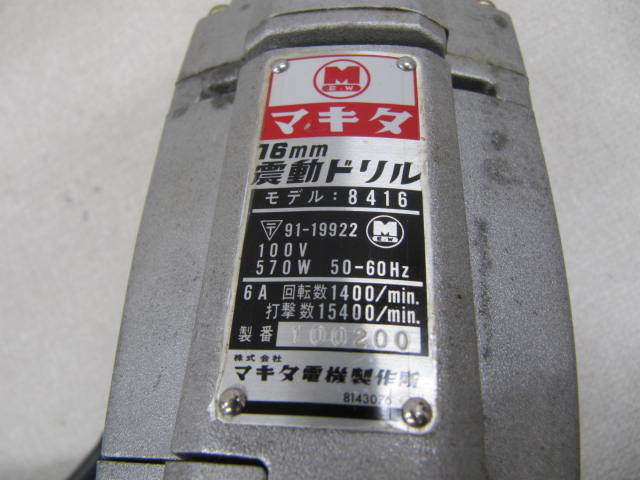 M
E.W
マキタ
16mm
震動ドリル
モデル: 8416
〒 91-19922 M E.W
100V
570W 50-60Hz
6A 回転数1400/min.
打撃数15400/min.
製番 100200
株式会社
マキタ電機製作所
8143076